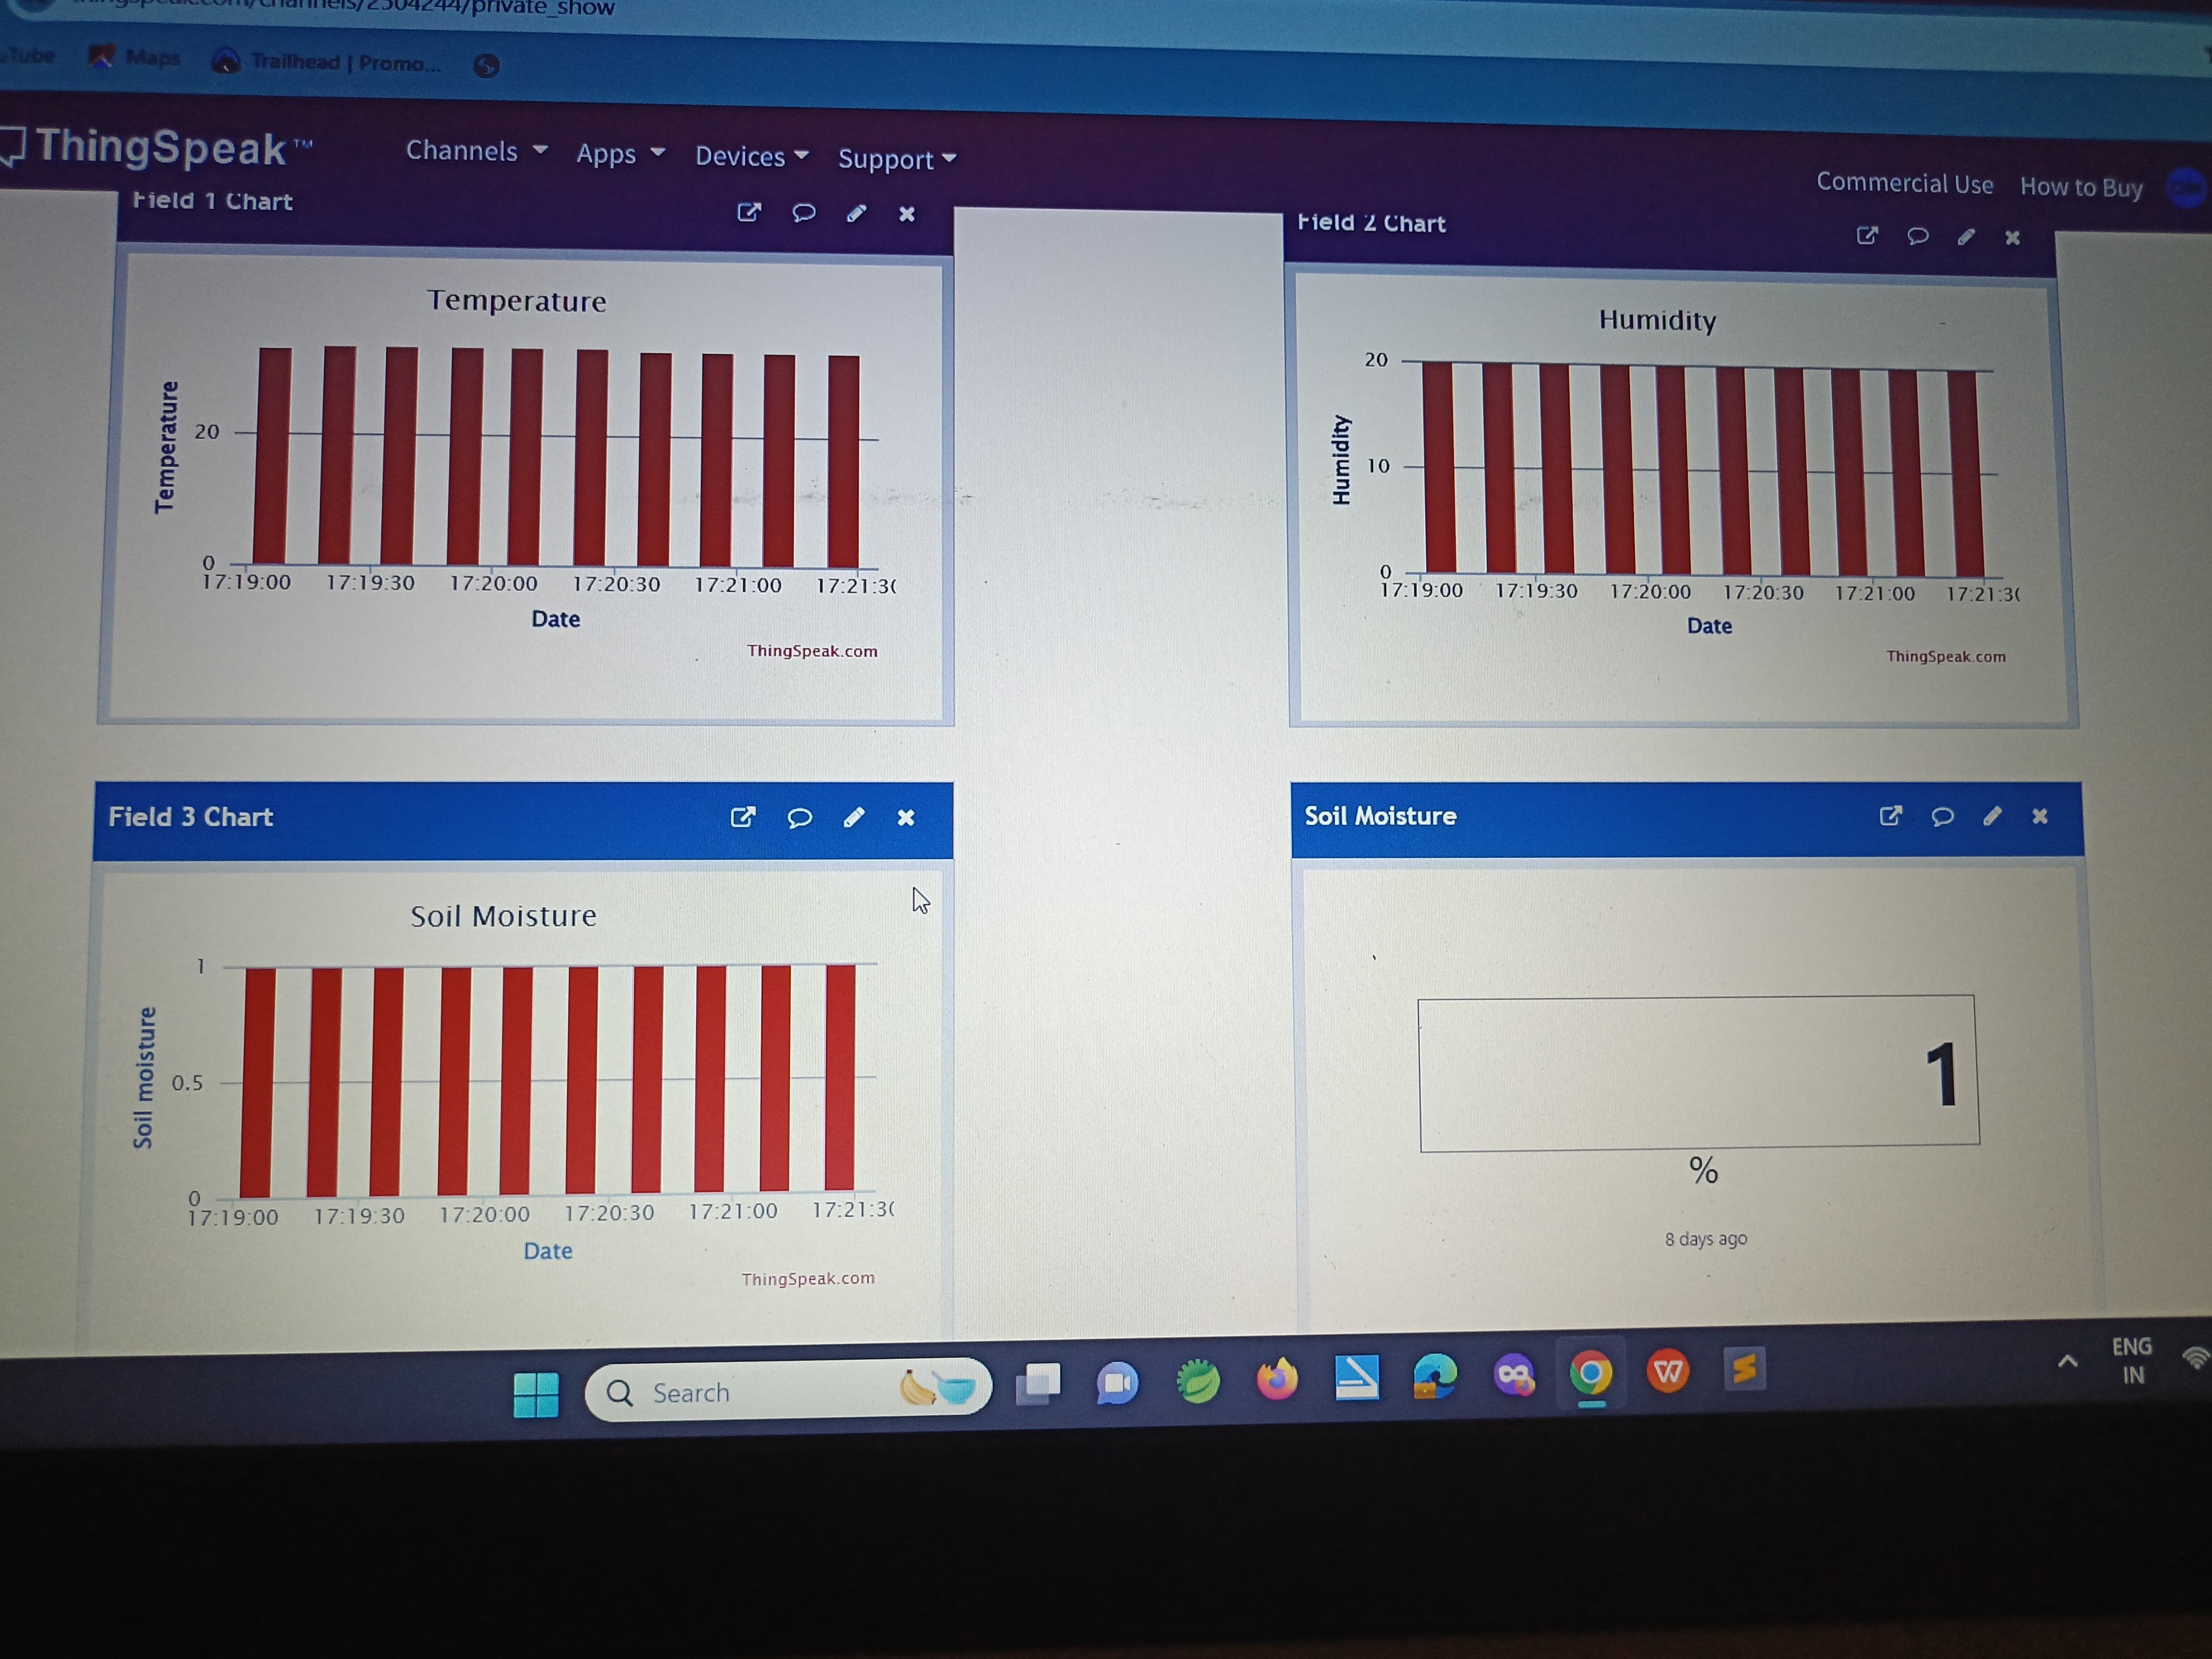 /2504244/private_show
Maps
Trailhead | Promo...
ThingSpeak™
Channels
Apps
Devices
Support
Commercial Use
How to Buy
Field 1 Chart
Temperature
Temperature
20
0
17:19:00 17:19:30 17:20:00 17:20:30 17:21:00 17:21:3(
Date
ThingSpeak.com
Field 2 Chart
Humidity
Humidity
20
10
0
17:19:00 17:19:30 17:20:00 17:20:30 17:21:00 17:21:3(
Date
ThingSpeak.com
Field 3 Chart
Soil Moisture
Soil moisture
1
0.5
0
17:19:00 17:19:30 17:20:00 17:20:30 17:21:00 17:21:3(
Date
ThingSpeak.com
Soil Moisture
1
%
8 days ago
Search
ENG
IN